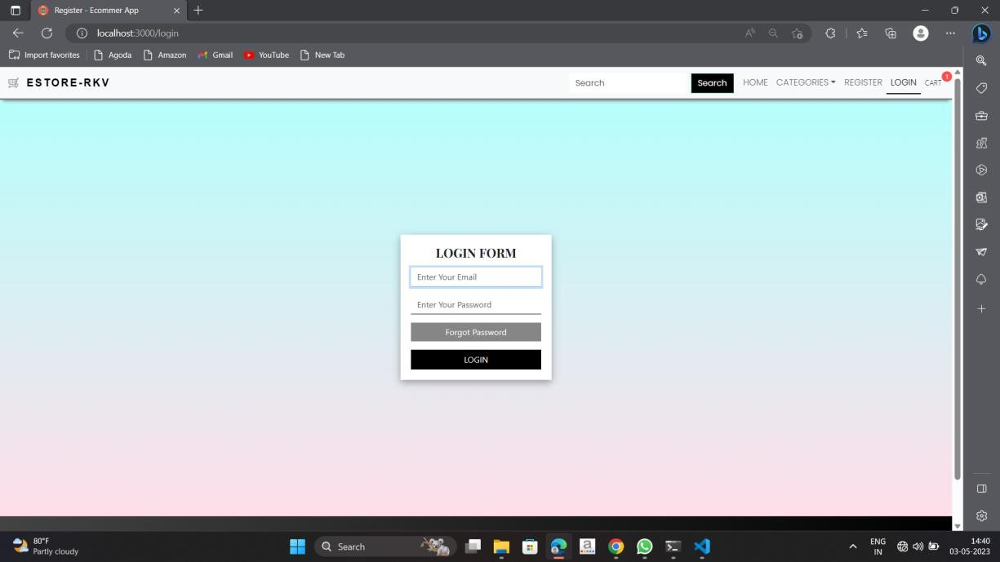 Register - Ecommer App
localhost:3000/login
Import favorites Agoda Amazon Gmail YouTube New Tab
ESTORE-RKV Search Search HOME CATEGORIES REGISTER LOGIN CART 1
LOGIN FORM
Enter Your Email
Enter Your Password
Forgot Password
LOGIN
80°F
Partly cloudy
Search
ENG
IN
14:40
03-05-2023